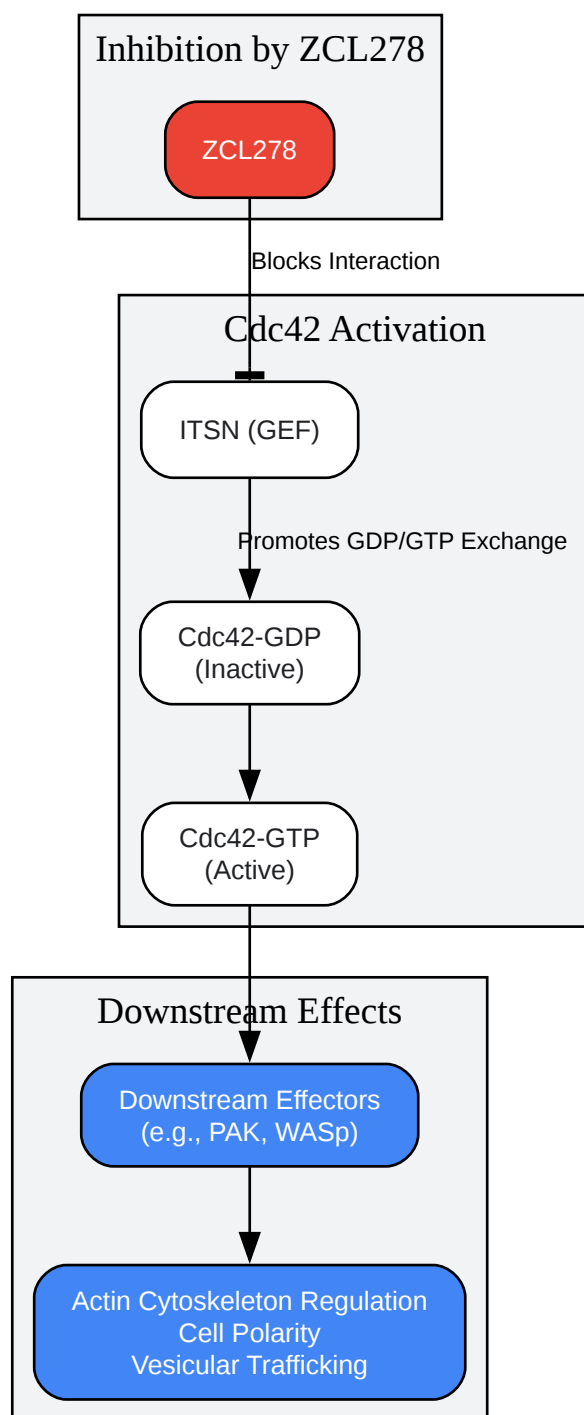 Inhibition by ZCL278
ZCL278
Blocks Interaction
Cdc42 Activation
ITSN (GEF)
Promotes GDP/GTP Exchange
Cdc42-GDP
(Inactive)
Cdc42-GTP
(Active)
Downstream Effects
Downstream Effectors
(e.g., PAK, WASp)
Actin Cytoskeleton Regulation
Cell Polarity
Vesicular Trafficking